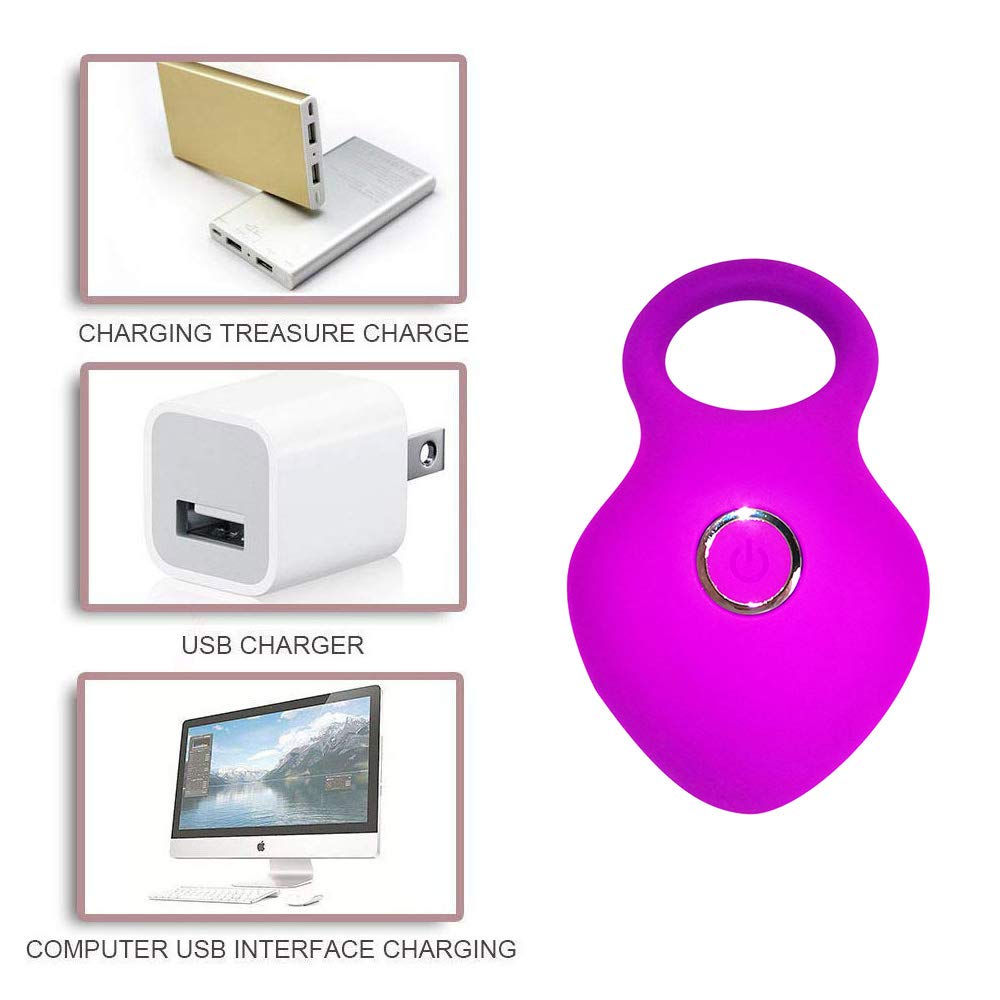 CHARGING TREASURE CHARGE
USB CHARGER
COMPUTER USB INTERFACE CHARGING